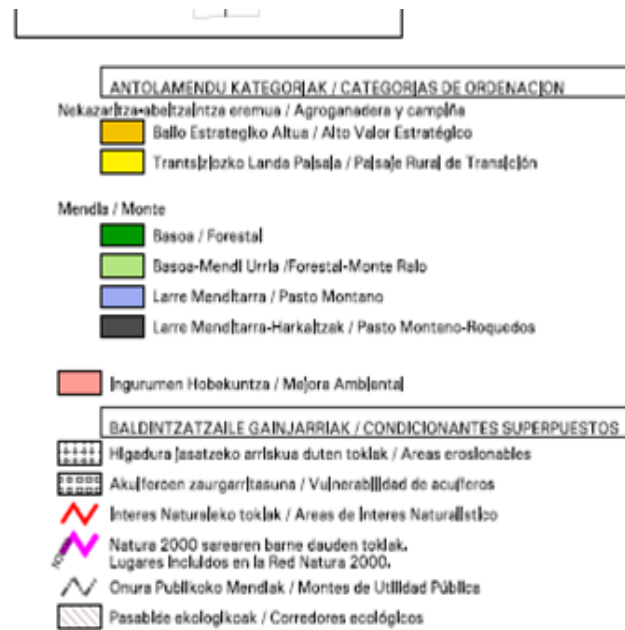 ANTOLAMENDU KATEGORIAK / CATEGORIAS DE ORDENACION
Nekazaritza-abeltzaintza eremua / Agroganadera y campiña
Balio Estrategiko Altua / Alto Valor Estratégico
Trantsiziozko Landa Paisaia / Paisaje Rural de Transición
Mendia / Monte
Basoa / Forestal
Basoa-Mendi Urria /Forestal-Monte Ralo
Larre Menditarra / Pasto Montano
Larre Menditarra-Harkaitzak / Pasto Montano-Roquedos
Ingurumen Hobekuntza / Mejora Ambiental
BALDINTZATZAILE GAINJARRIAK / CONDICIONANTES SUPERPUESTOS
Higadura jasatzeko arriskua duten tokiak / Areas erosionables
Akuiferoen zaurgarritasuna / Vulnerabilidad de acuiferos
Interes Naturaleko tokiak / Areas de Interes Naturalistico
Natura 2000 sarearen barne dauden tokiak.
Lugares incluidos en la Red Natura 2000.
Onura Publikoko Mendiak / Montes de Utilidad Pública
Pasabide ekologikoak / Corredores ecológicos